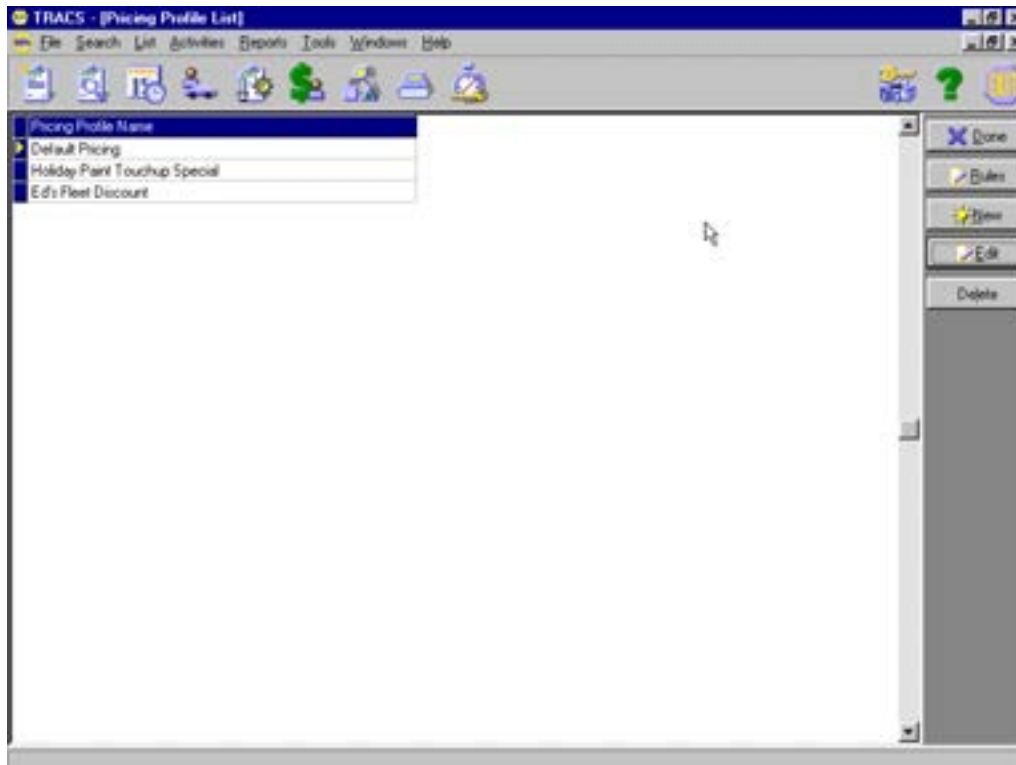 TRACS - [Pricing Profile List]
File Search List Activities Reports Tools Windows Help
Pricing Profile Name
Default Pricing
Holiday Paint Touchup Special
Ed's Fleet Discount
Done
Rules
New
Edit
Delete